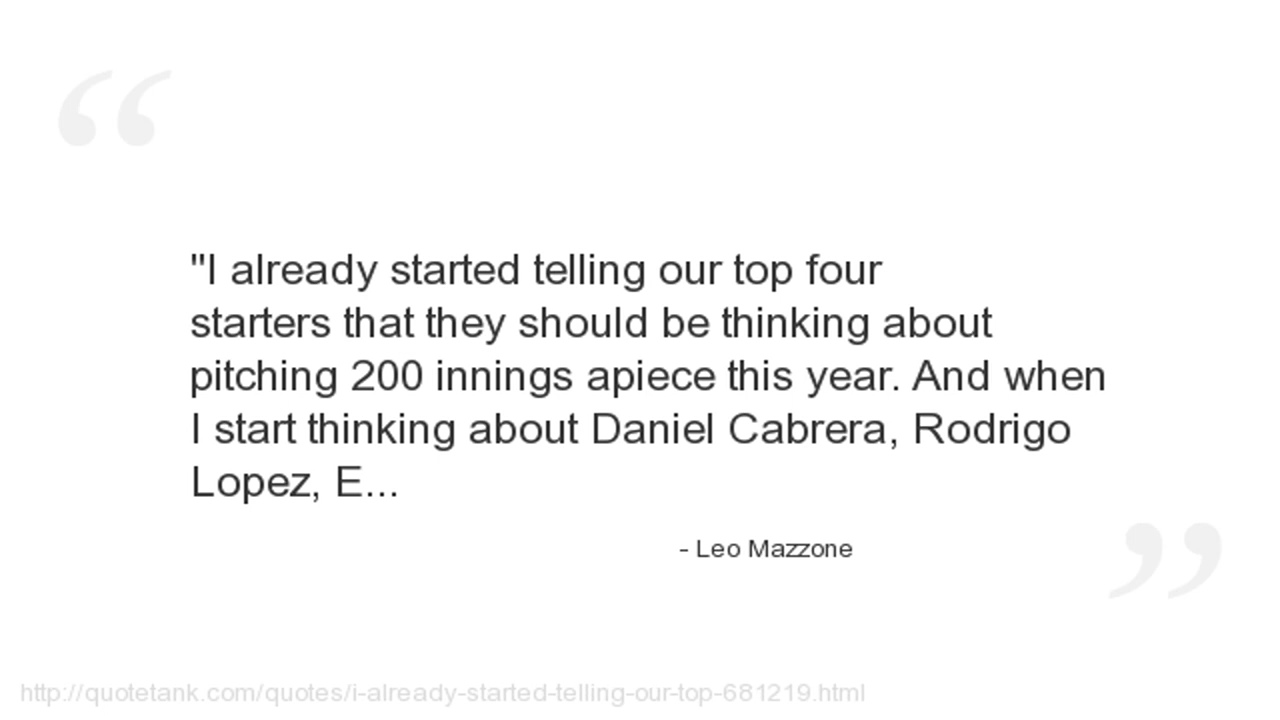 "I already started telling our top four
starters that they should be thinking about
pitching 200 innings apiece this year. And when
I start thinking about Daniel Cabrera, Rodrigo
Lopez, E...
- Leo Mazzone
http://quotetank.com/quotes/i-already-started-telling-our-top-681219.html